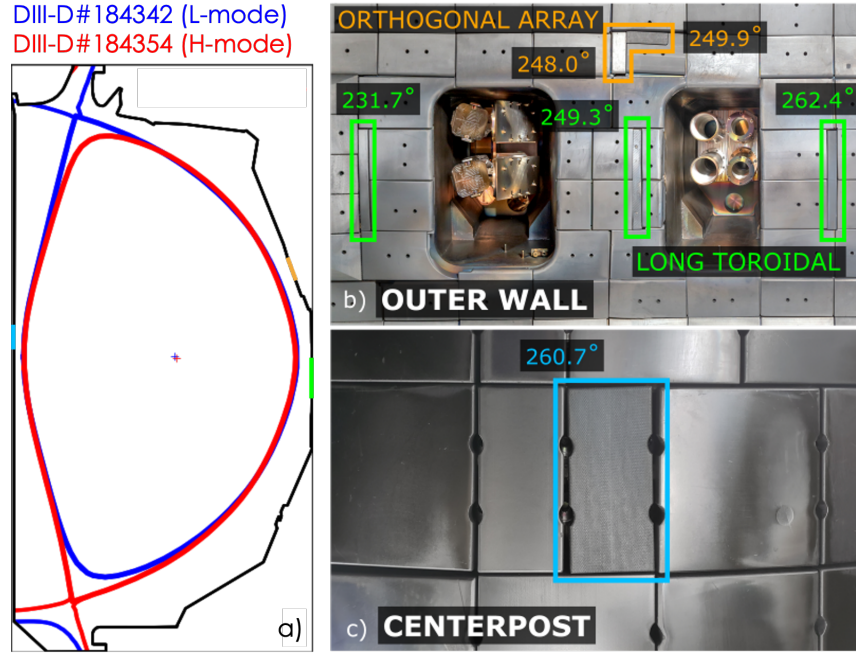 DIII-D#184342 (L-mode)
DIII-D#184354 (H-mode)
a)
ORTHOGONAL ARRAY
249.9°
248.0°
231.7°
249.3°
262.4°
LONG TOROIDAL
b) OUTER WALL
260.7°
c) CENTERPOST